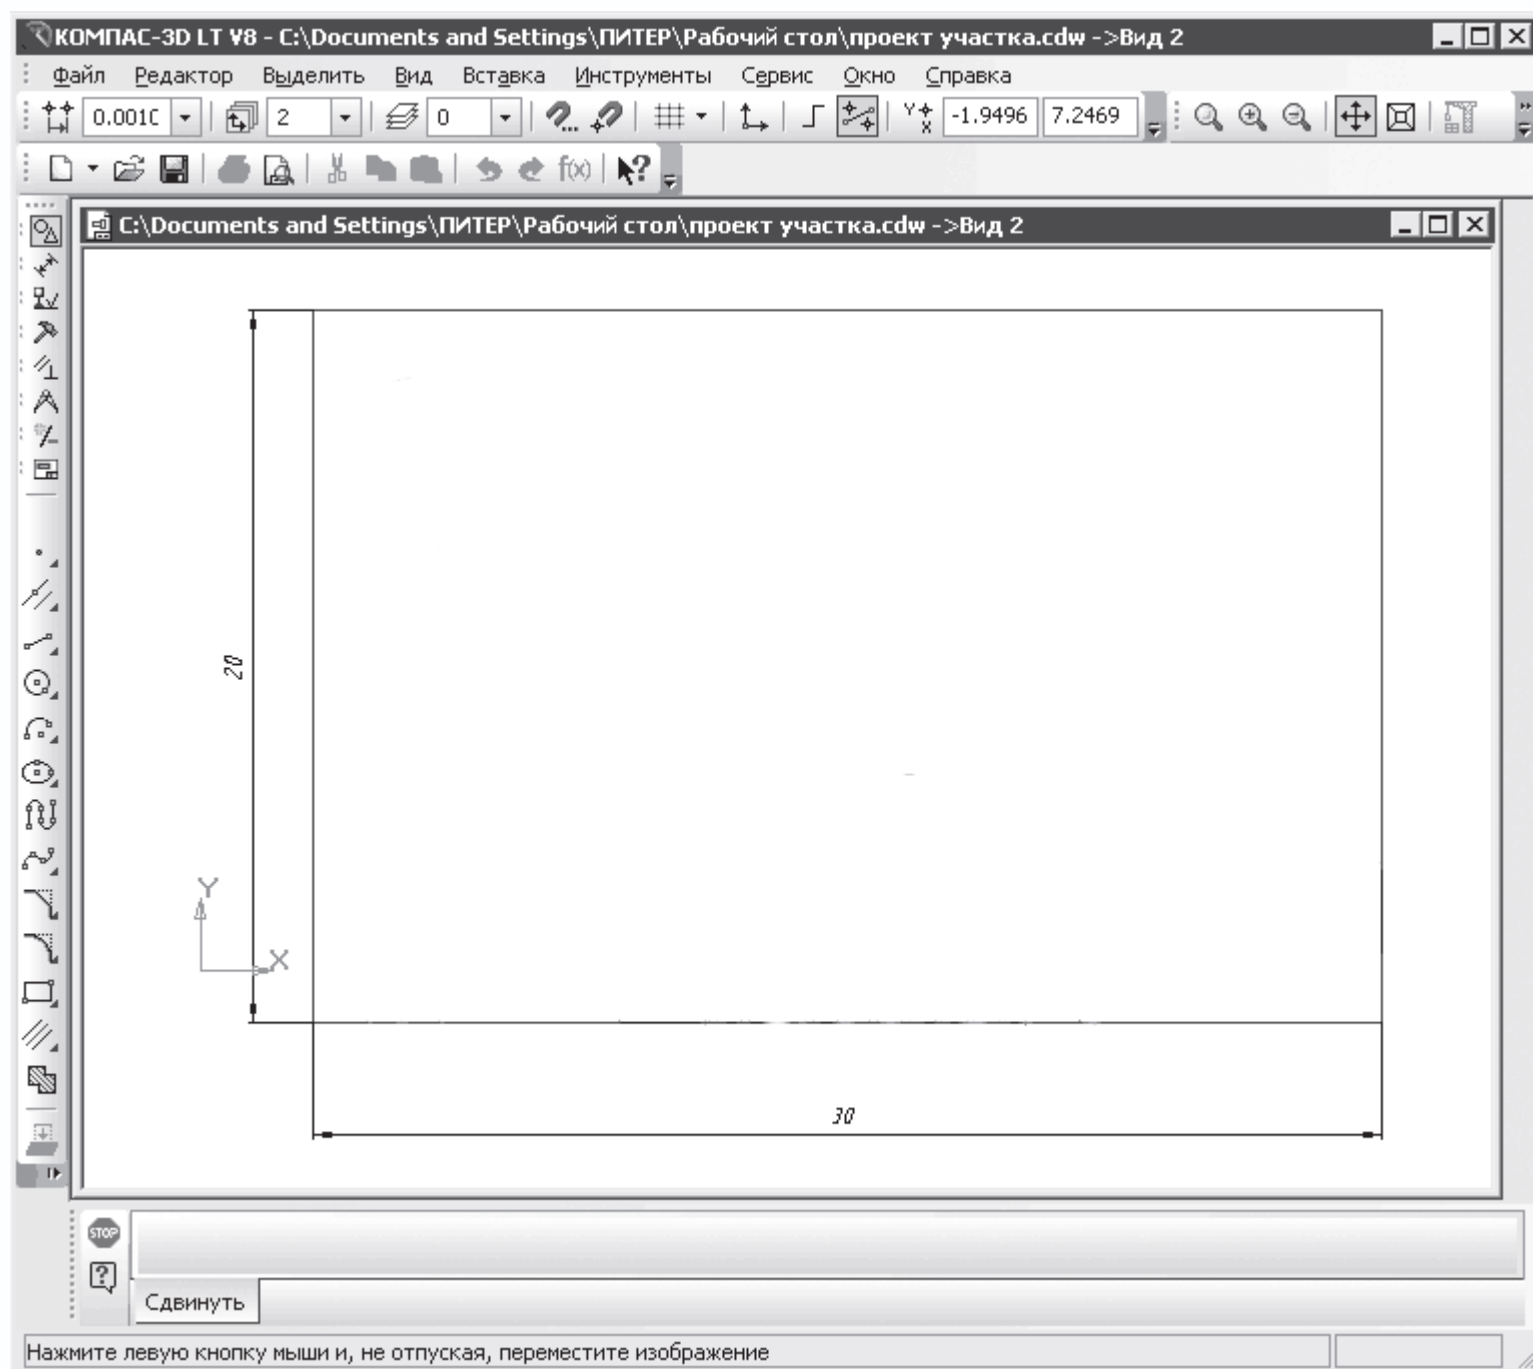 КОМПАС-3D LT V8 - C:\Documents and Settings\ПИТЕР\Рабочий стол\проект участка.cdw ->Вид 2
Файл Редактор Выделить Вид Вставка Инструменты Сервис Окно Справка
0.001 2 0 Y X -1.9496 7.2469
f(x) ?
C:\Documents and Settings\ПИТЕР\Рабочий стол\проект участка.cdw ->Вид 2
20
Y
X
30
STOP
?
Сдвинуть
Нажмите левую кнопку мыши и, не отпуская, переместите изображение